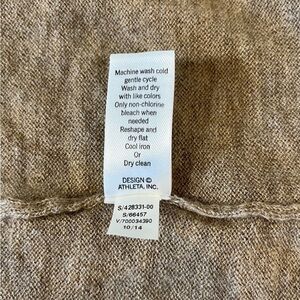 Machine wash cold
gentle cycle
Wash and dry
with like colors
Only non-chlorine
bleach when
needed
Reshape and
dry flat
Cool iron
Or
Dry clean
DESIGN ©
ATHLETA, INC.
S/428331-00
S/66457
V/700034390
10/14